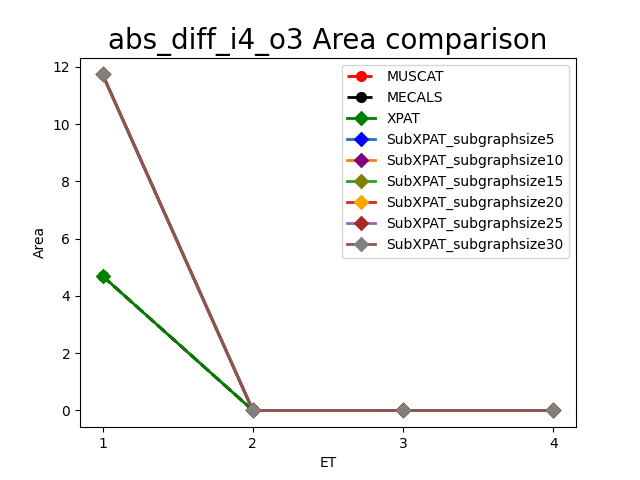 abs_diff_i4_o3 Area comparison
MUSCAT
MECALS
XPAT
SubXPAT_subgraphsize5
SubXPAT_subgraphsize10
SubXPAT_subgraphsize15
SubXPAT_subgraphsize20
SubXPAT_subgraphsize25
SubXPAT_subgraphsize30
Area
12
10
8
6
4
2
0
1 2 3 4
ET